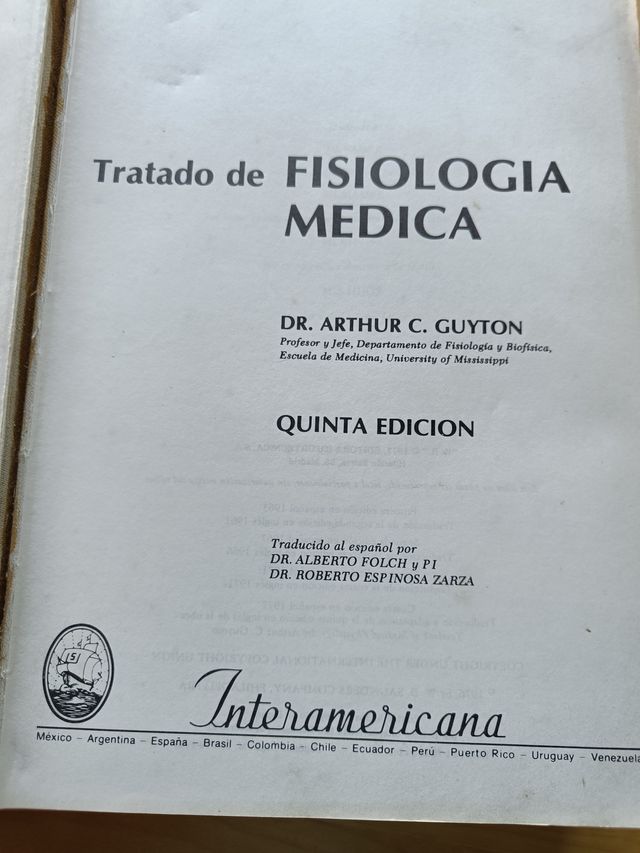 Tratado de FISIOLOGIA
MEDICA
DR. ARTHUR C. GUYTON
Profesor y Jefe, Departamento de Fisiología y Biofísica,
Escuela de Medicina, University of Mississippi
QUINTA EDICION
Traducido al español por
DR. ALBERTO FOLCH y PI
DR. ROBERTO ESPINOSA ZARZA
Interamericana
México – Argentina – España – Brasil – Colombia – Chile – Ecuador – Perú – Puerto Rico – Uruguay – Venezuela